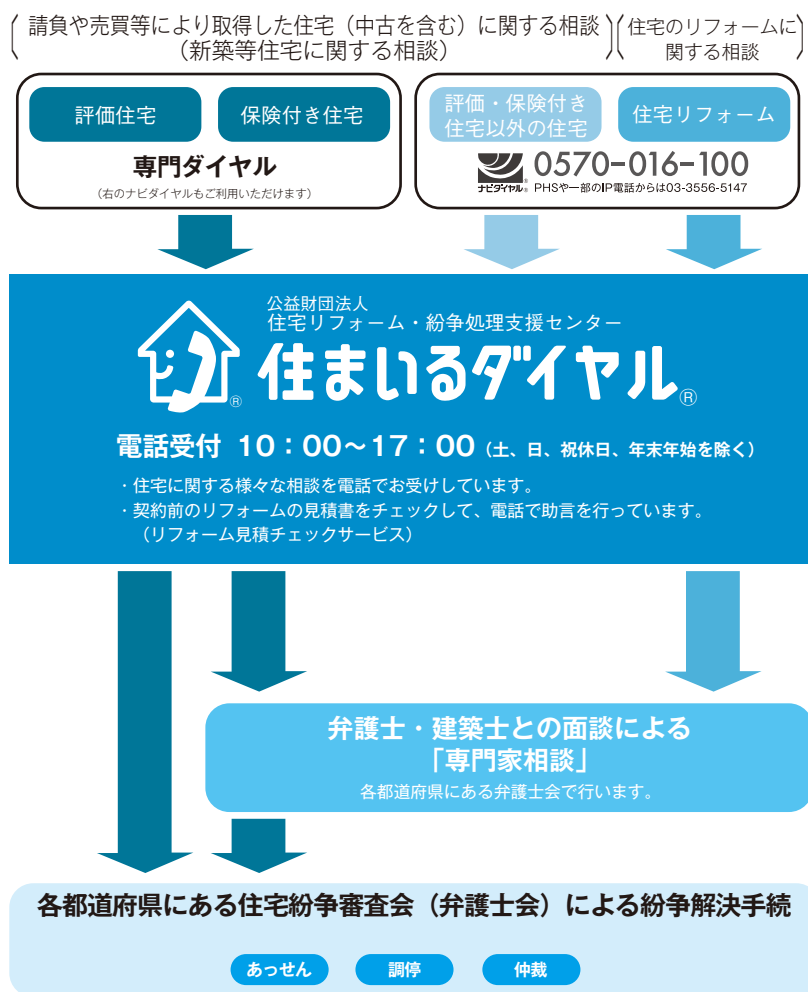 請負や売買等により取得した住宅（中古を含む）に関する相談
（新築等住宅に関する相談）
住宅のリフォームに
関する相談
評価住宅
保険付き住宅
専門ダイヤル
（右のナビダイヤルもご利用いただけます）
評価・保険付き
住宅以外の住宅
住宅リフォーム
ナビダイヤル®
0570-016-100
PHSや一部のIP電話からは03-3556-5147
公益財団法人
住宅リフォーム・紛争処理支援センター
住まいるダイヤル®
®
電話受付 10：00～17：00（土、日、祝休日、年末年始を除く）
・住宅に関する様々な相談を電話でお受けしています。
・契約前のリフォームの見積書をチェックして、電話で助言を行っています。
（リフォーム見積チェックサービス）
弁護士・建築士との面談による
「専門家相談」
各都道府県にある弁護士会で行います。
各都道府県にある住宅紛争審査会（弁護士会）による紛争解決手続
あっせん
調停
仲裁